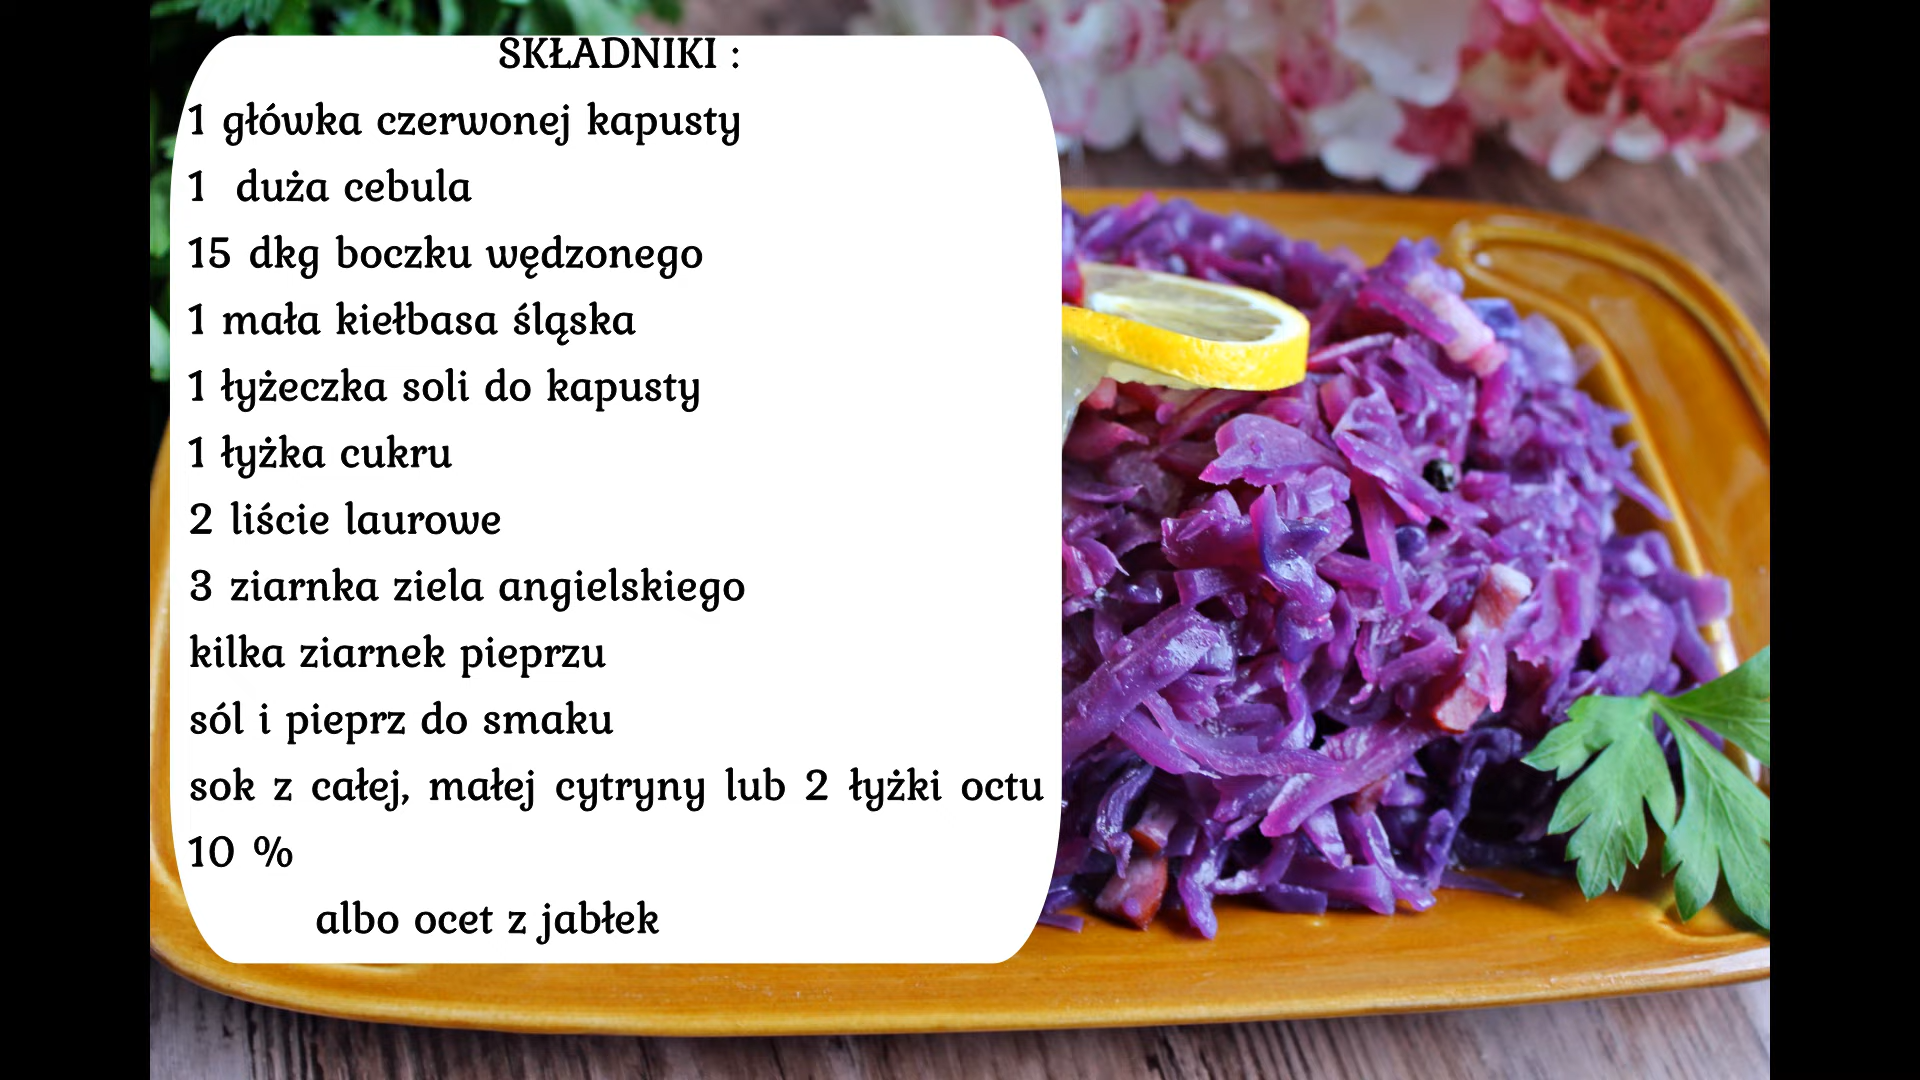 SKŁADNIKI :
1 główka czerwonej kapusty
1 duża cebula
15 dkg boczku wędzonego
1 mała kiełbasa śląska
1 łyżeczka soli do kapusty
1 łyżka cukru
2 liście laurowe
3 ziarnka ziela angielskiego
kilka ziarnek pieprzu
sól i pieprz do smaku
sok z całej, małej cytryny lub 2 łyżki octu
10 %
albo ocet z jabłek